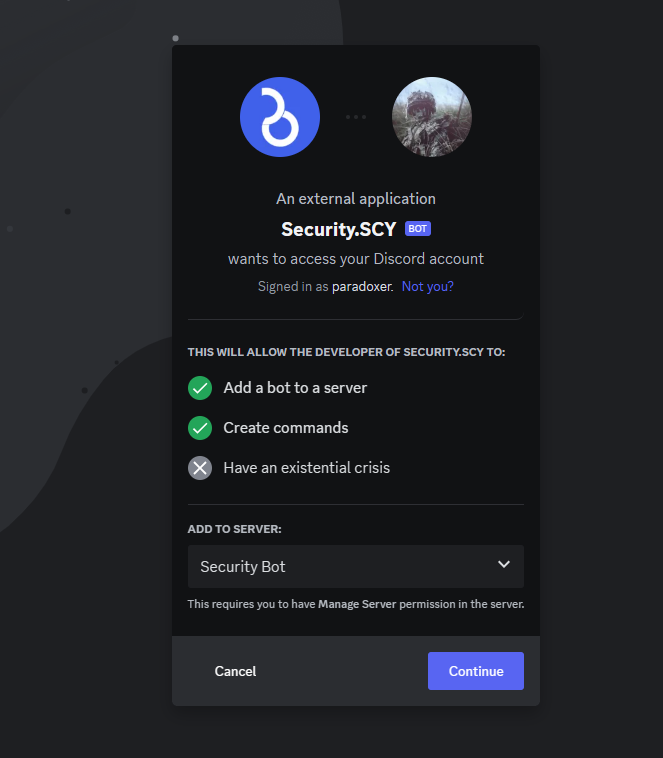 An external application
Security.SCY BOT
wants to access your Discord account
Signed in as paradoxer. Not you?
THIS WILL ALLOW THE DEVELOPER OF SECURITY.SCY TO:
Add a bot to a server
Create commands
Have an existential crisis
ADD TO SERVER:
Security Bot
This requires you to have Manage Server permission in the server.
Cancel Continue